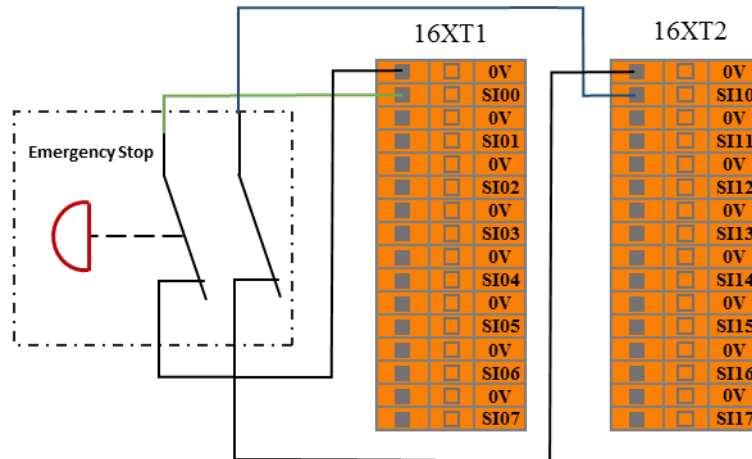 16XT1
16XT2
Emergency Stop
0V
SI00
0V
SI01
0V
SI02
0V
SI03
0V
SI04
0V
SI05
0V
SI06
0V
SI07
0V
SI10
0V
SI11
0V
SI12
0V
SI13
0V
SI14
0V
SI15
0V
SI16
0V
SI17